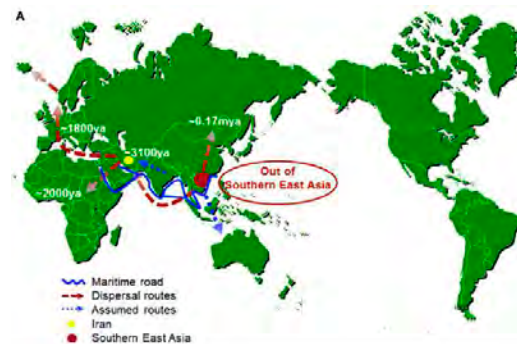 A
~0.17mya
~1800ya
~3100ya
Out of
Southern East Asia
~2000ya
Maritime road
Dispersal routes
Assumed routes
Iran
Southern East Asia